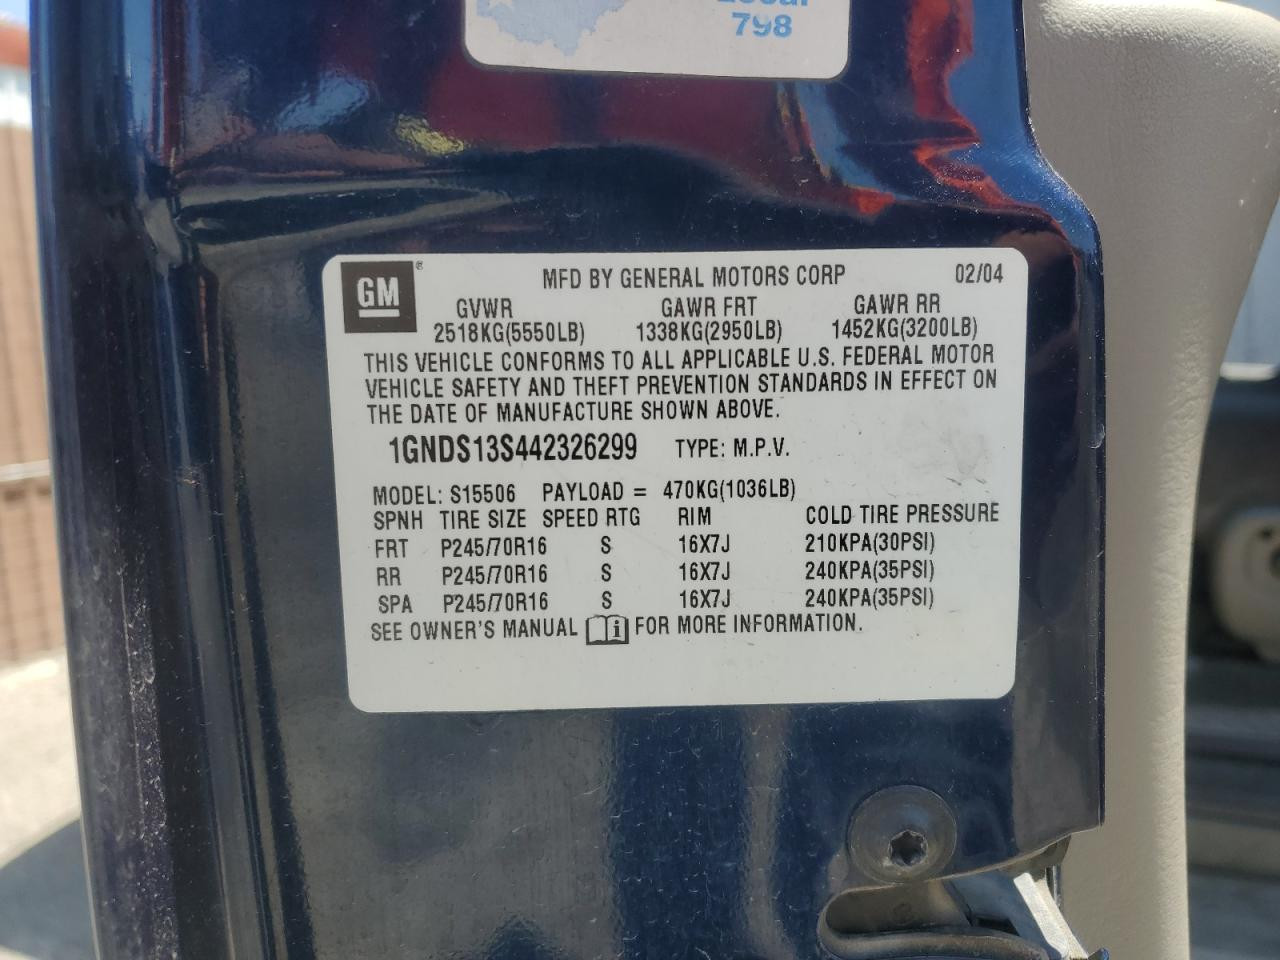 798
GM® MFD BY GENERAL MOTORS CORP 02/04
GVWR GAWR FRT GAWR RR
2518KG(5550LB) 1338KG(2950LB) 1452KG(3200LB)
THIS VEHICLE CONFORMS TO ALL APPLICABLE U.S. FEDERAL MOTOR
VEHICLE SAFETY AND THEFT PREVENTION STANDARDS IN EFFECT ON
THE DATE OF MANUFACTURE SHOWN ABOVE.
1GNDS13S442326299 TYPE: M.P.V.
MODEL: S15506 PAYLOAD = 470KG(1036LB)
SPNH TIRE SIZE SPEED RTG RIM COLD TIRE PRESSURE
FRT P245/70R16 S 16X7J 210KPA(30PSI)
RR P245/70R16 S 16X7J 240KPA(35PSI)
SPA P245/70R16 S 16X7J 240KPA(35PSI)
SEE OWNER'S MANUAL i FOR MORE INFORMATION.